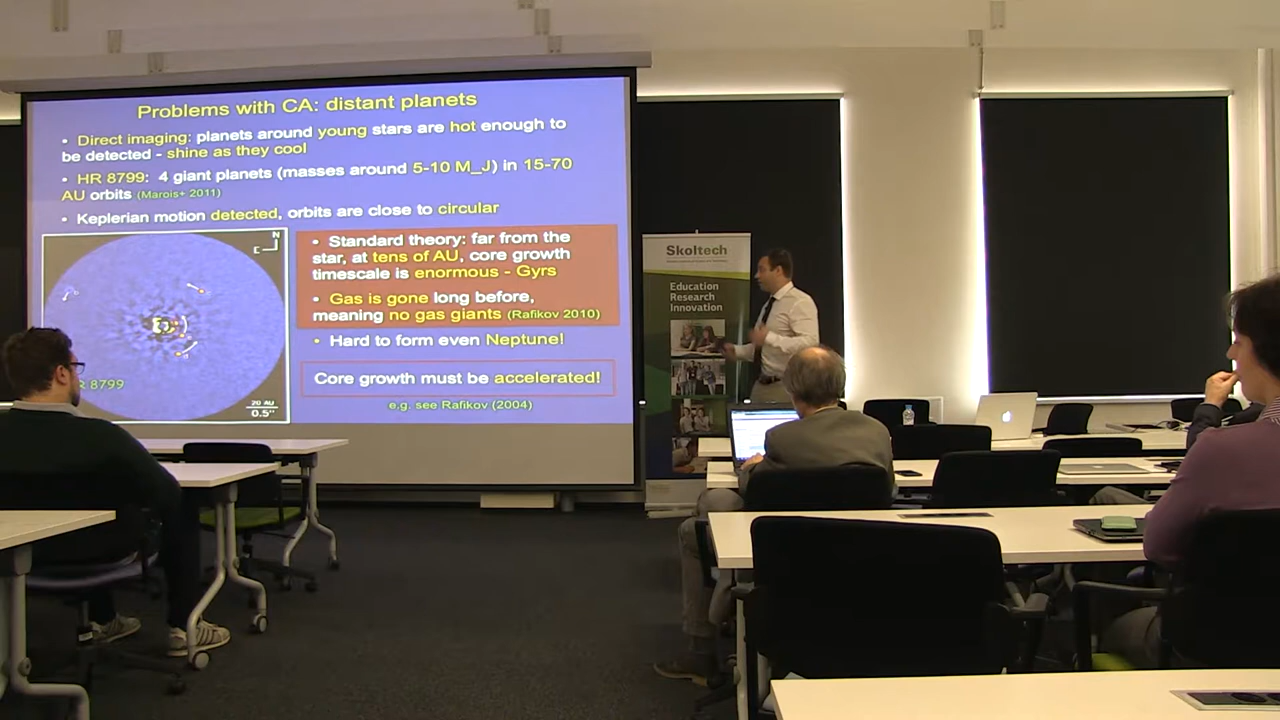 Problems with CA: distant planets
• Direct imaging: planets around young stars are hot enough to
be detected - shine as they cool
• HR 8799: 4 giant planets (masses around 5-10 M_J) in 15-70
AU orbits (Marois+ 2011)
• Keplerian motion detected, orbits are close to circular
N
E
R 8799
20 AU
0.5"
• Standard theory: far from the
star, at tens of AU, core growth
timescale is enormous - Gyrs
• Gas is gone long before,
meaning no gas giants (Rafikov 2010)
• Hard to form even Neptune!
Core growth must be accelerated!
e.g. see Rafikov (2004)
Skoltech
Education
Research
Innovation